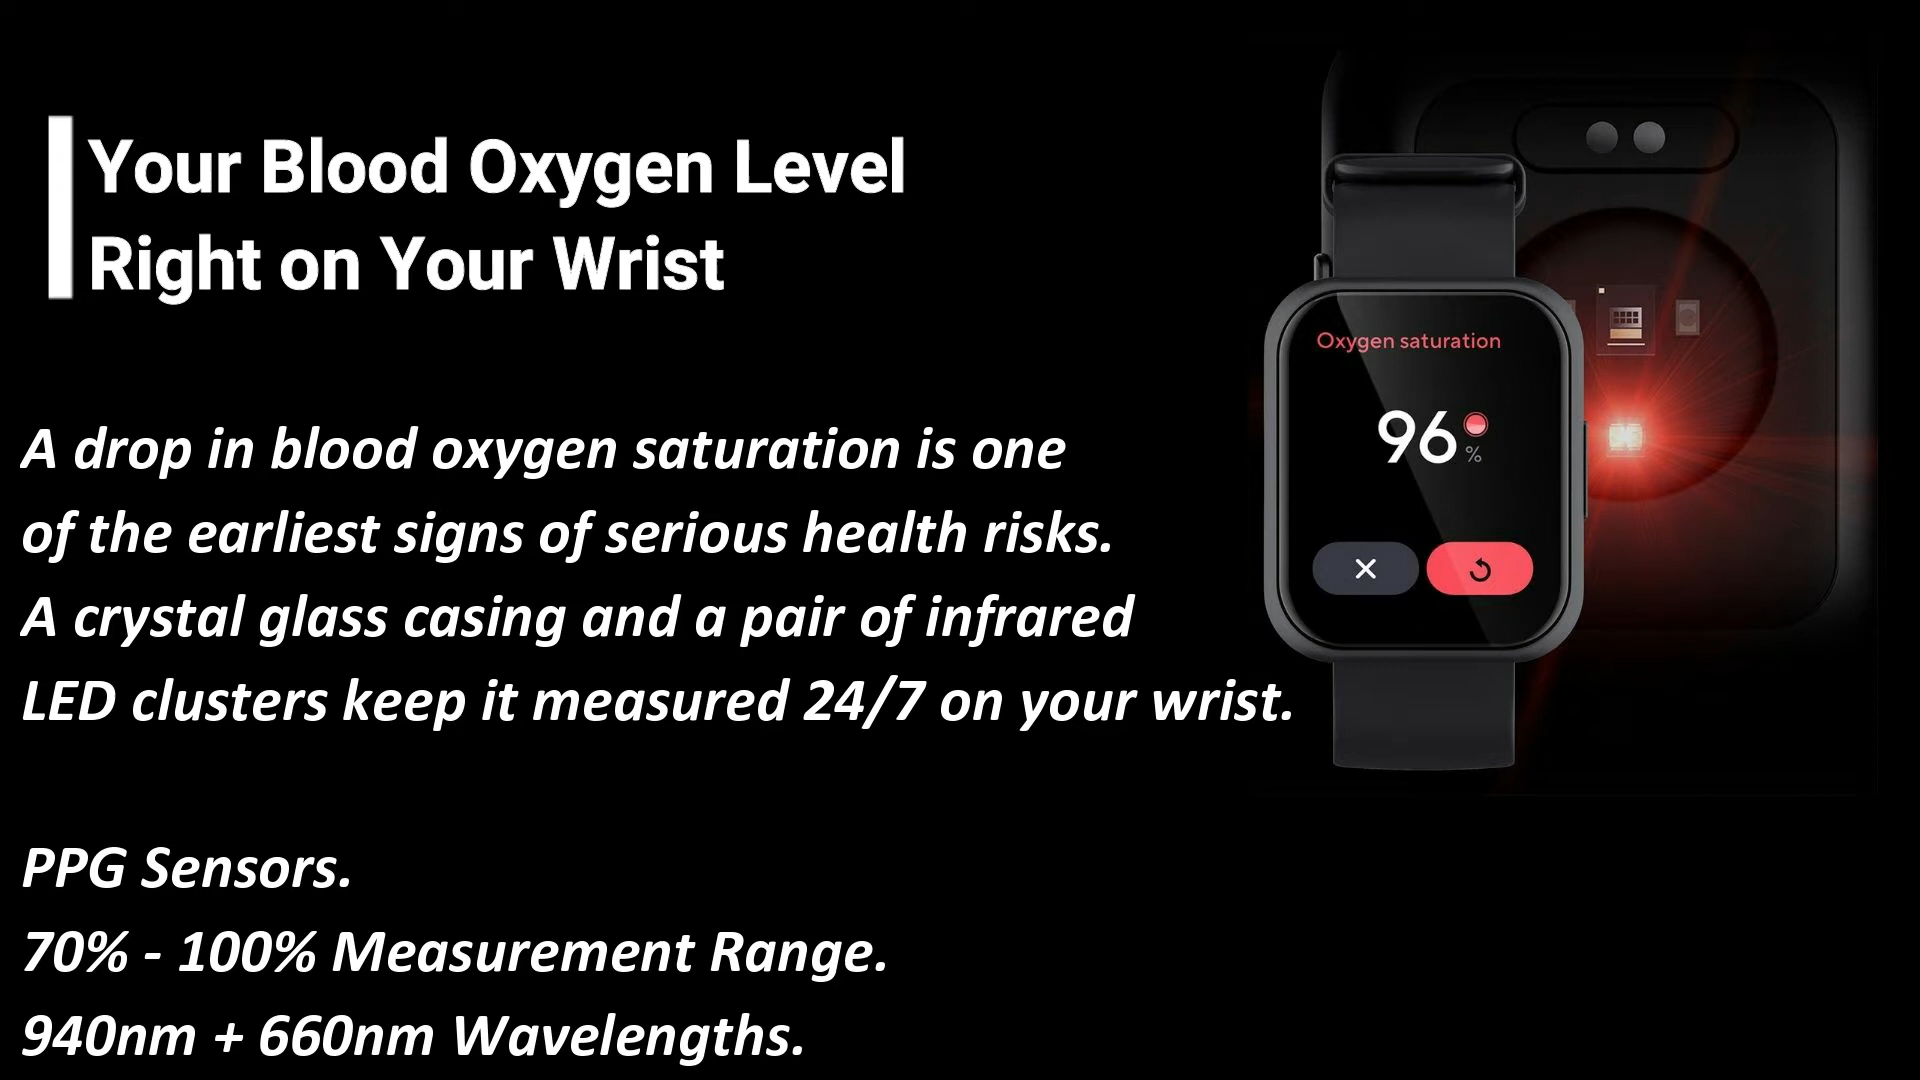 Your Blood Oxygen Level
Right on Your Wrist
A drop in blood oxygen saturation is one
of the earliest signs of serious health risks.
A crystal glass casing and a pair of infrared
LED clusters keep it measured 24/7 on your wrist.
PPG Sensors.
70% - 100% Measurement Range.
940nm + 660nm Wavelengths.
Oxygen saturation
96
%